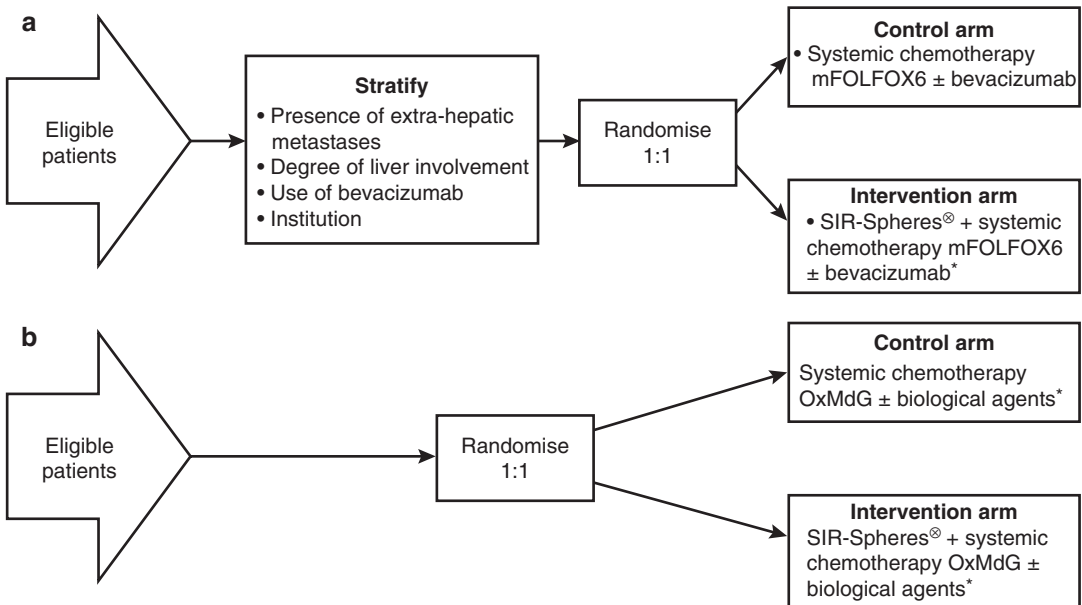 a
Eligible
patients
Stratify
• Presence of extra-hepatic
metastases
• Degree of liver involvement
• Use of bevacizumab
• Institution
Randomise
1:1
Control arm
• Systemic chemotherapy
mFOLFOX6 ± bevacizumab
Intervention arm
• SIR-Spheres⊗ + systemic
chemotherapy mFOLFOX6
± bevacizumab*
b
Eligible
patients
Randomise
1:1
Control arm
Systemic chemotherapy
OxMdG ± biological agents*
Intervention arm
SIR-Spheres⊗ + systemic
chemotherapy OxMdG ±
biological agents*